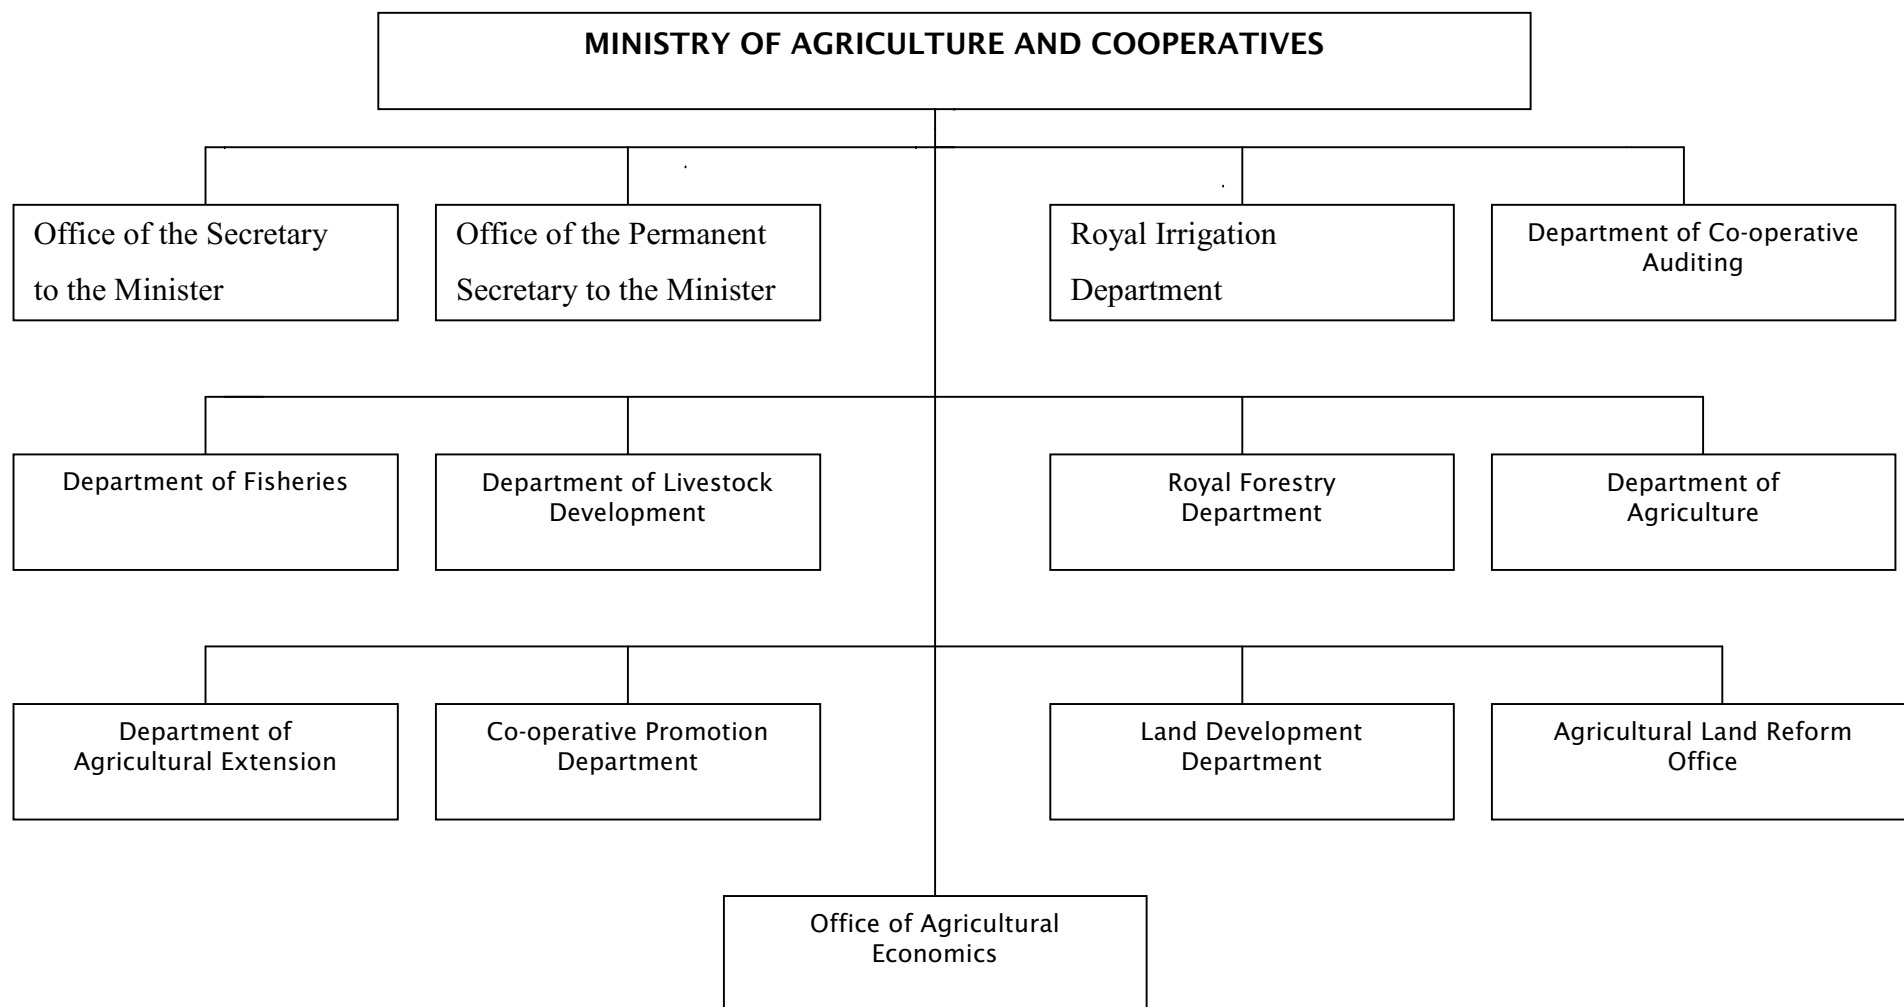 MINISTRY OF AGRICULTURE AND COOPERATIVES
Office of the Secretary
to the Minister
Office of the Permanent
Secretary to the Minister
Royal Irrigation
Department
Department of Co-operative
Auditing
Department of Fisheries
Department of Livestock
Development
Royal Forestry
Department
Department of
Agriculture
Department of
Agricultural Extension
Co-operative Promotion
Department
Land Development
Department
Agricultural Land Reform
Office
Office of Agricultural
Economics